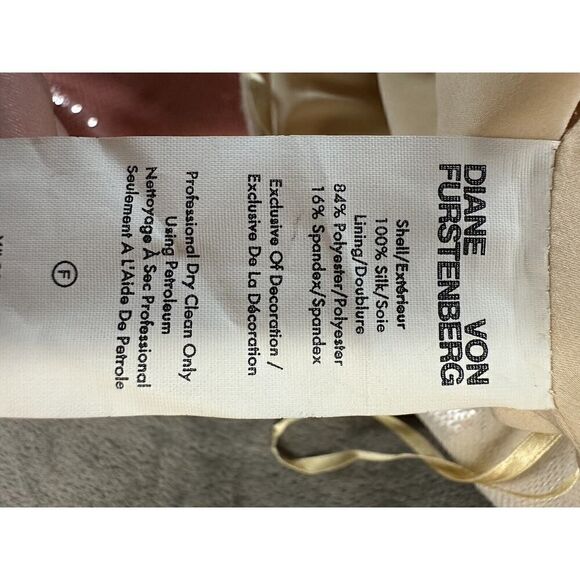 DIANE VON
FURSTENBERG
Shell/Extérieur
100% Silk/Soie
Lining/Doublure
84% Polyester/Polyester
16% Spandex/Spandex
Exclusive Of Decoration /
Exclusive De La Décoration
Professional Dry Clean Only
Using Petroleum
Nettoyage À Sec Professional
Seulement A L'Aide De Petrole
F